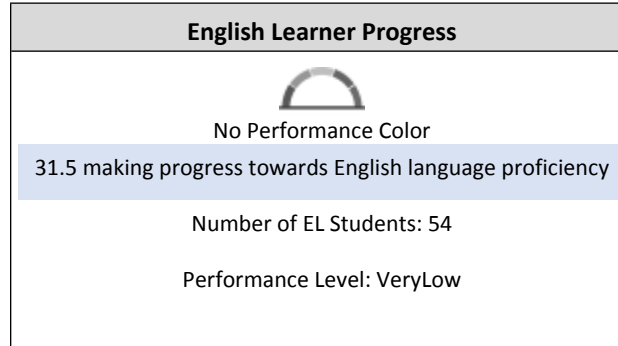 English Learner Progress
No Performance Color
31.5 making progress towards English language proficiency
Number of EL Students: 54
Performance Level: VeryLow